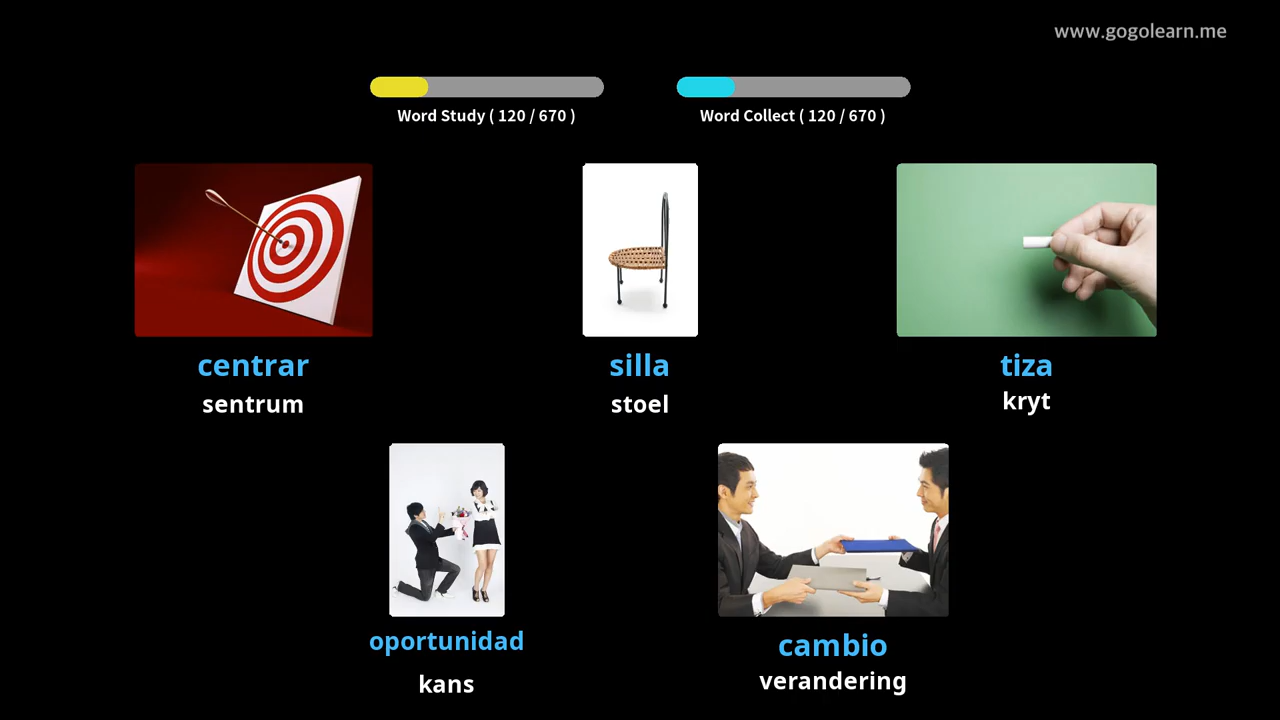 www.gogolearn.me
Word Study ( 120 / 670 )
Word Collect ( 120 / 670 )
centrar
sentrum
silla
stoel
tiza
kryt
oportunidad
kans
cambio
verandering